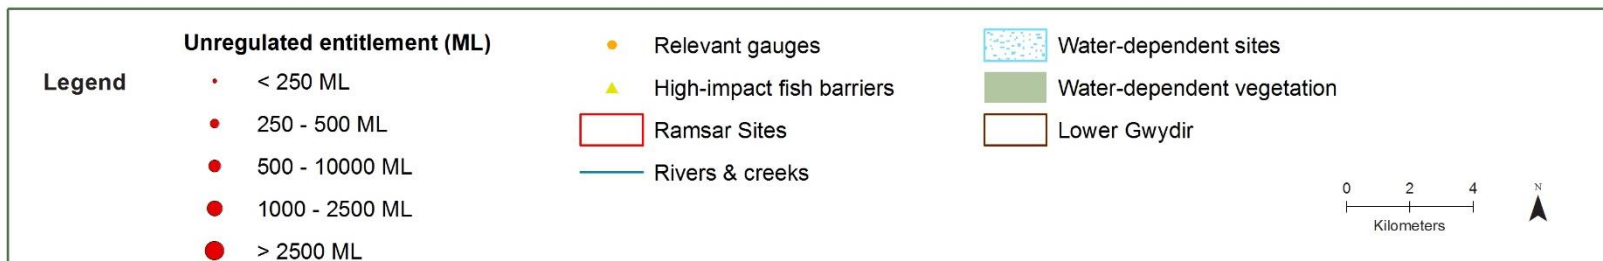 Legend
Unregulated entitlement (ML)
< 250 ML
250 - 500 ML
500 - 10000 ML
1000 - 2500 ML
> 2500 ML
Relevant gauges
High-impact fish barriers
Ramsar Sites
Rivers & creeks
Water-dependent sites
Water-dependent vegetation
Lower Gwydir
0 2 4
Kilometers
N